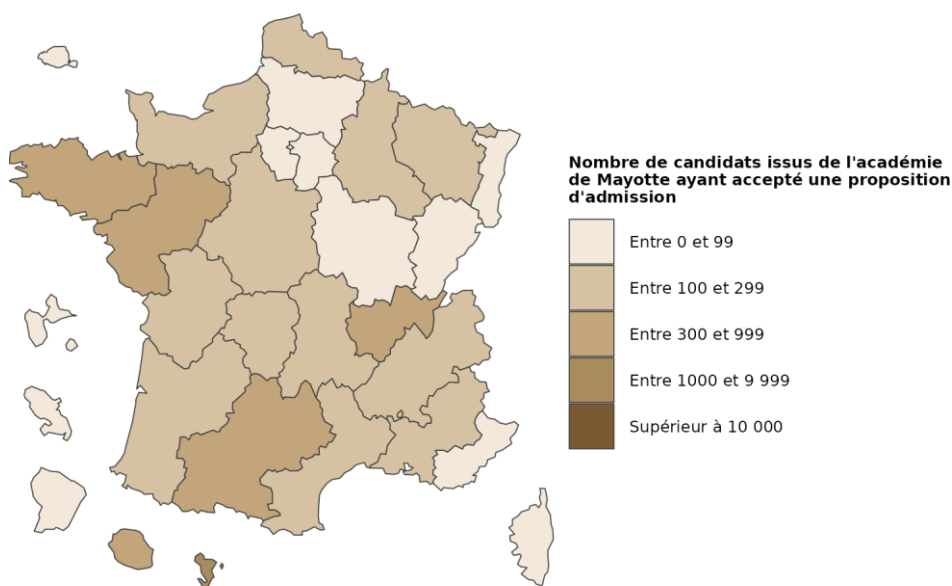 Nombre de candidats issus de l'académie
de Mayotte ayant accepté une proposition
d'admission
Entre 0 et 99
Entre 100 et 299
Entre 300 et 999
Entre 1000 et 9 999
Supérieur à 10 000